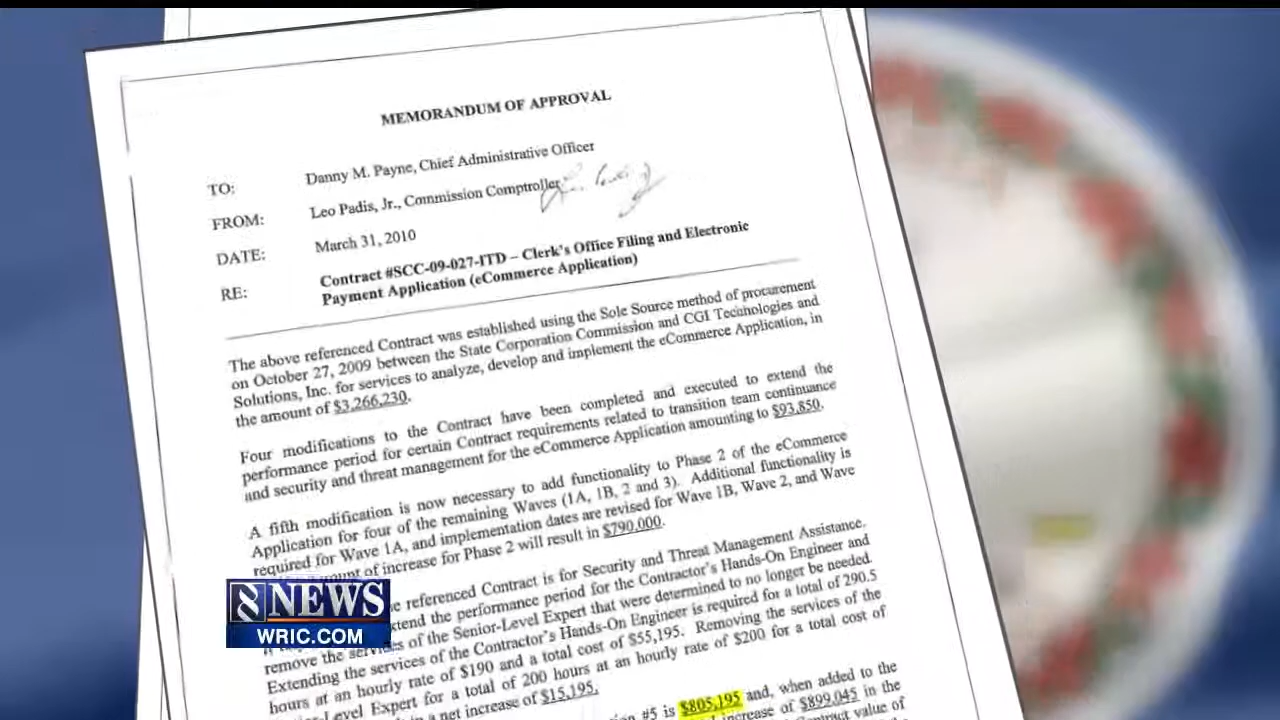 MEMORANDUM OF APPROVAL
TO: Danny M. Payne, Chief Administrative Officer
FROM: Leo Padis, Jr., Commission Comptroller
DATE: March 31, 2010
RE: Contract #SCC-09-027-ITD – Clerk's Office Filing and Electronic
Payment Application (eCommerce Application)
The above referenced Contract was established using the Sole Source method of procurement
on October 27, 2009 between the State Corporation Commission and CGI Technologies and
Solutions, Inc. for services to analyze, develop and implement the eCommerce Application, in
the amount of $3,266,230.
Four modifications to the Contract have been completed and executed to extend the
performance period for certain Contract requirements related to transition team continuance
and security and threat management for the eCommerce Application amounting to $93,850.
A fifth modification is now necessary to add functionality to Phase 2 of the eCommerce
Application for four of the remaining Waves (1A, 1B, 2 and 3). Additional functionality is
required for Wave 1A, and implementation dates are revised for Wave 1B, Wave 2, and Wave
amount of increase for Phase 2 will result in $790,000.
referenced Contract is for Security and Threat Management Assistance.
extend the performance period for the Contractor's Hands-On Engineer and
remove the services of the Senior-Level Expert that were determined to no longer be needed.
Extending the services of the Contractor's Hands-On Engineer is required for a total of 290.5
hours at an hourly rate of $190 and a total cost of $55,195. Removing the services of the
Level Expert for a total of 200 hours at an hourly rate of $200 for a total cost of
net increase of $15,195.
#5 is $805,195 and, when added to the
increase of $899,045 in the
Contract value of
8NEWS
WRIC.COM